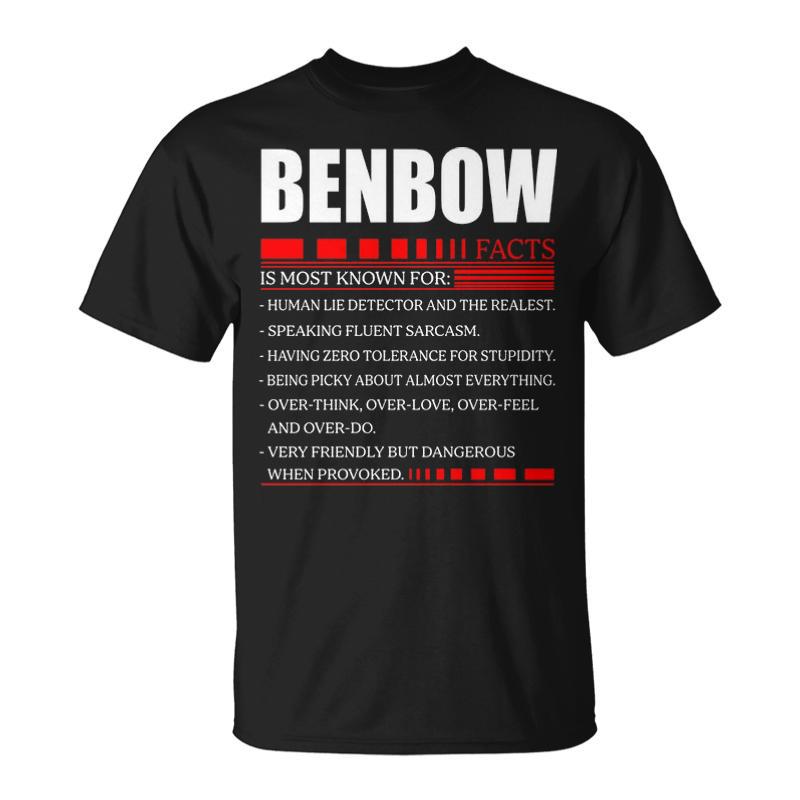 BENBOW
FACTS
IS MOST KNOWN FOR:
- HUMAN LIE DETECTOR AND THE REALEST.
- SPEAKING FLUENT SARCASM.
- HAVING ZERO TOLERANCE FOR STUPIDITY.
- BEING PICKY ABOUT ALMOST EVERYTHING.
- OVER-THINK, OVER-LOVE, OVER-FEEL
AND OVER-DO.
- VERY FRIENDLY BUT DANGEROUS
WHEN PROVOKED.